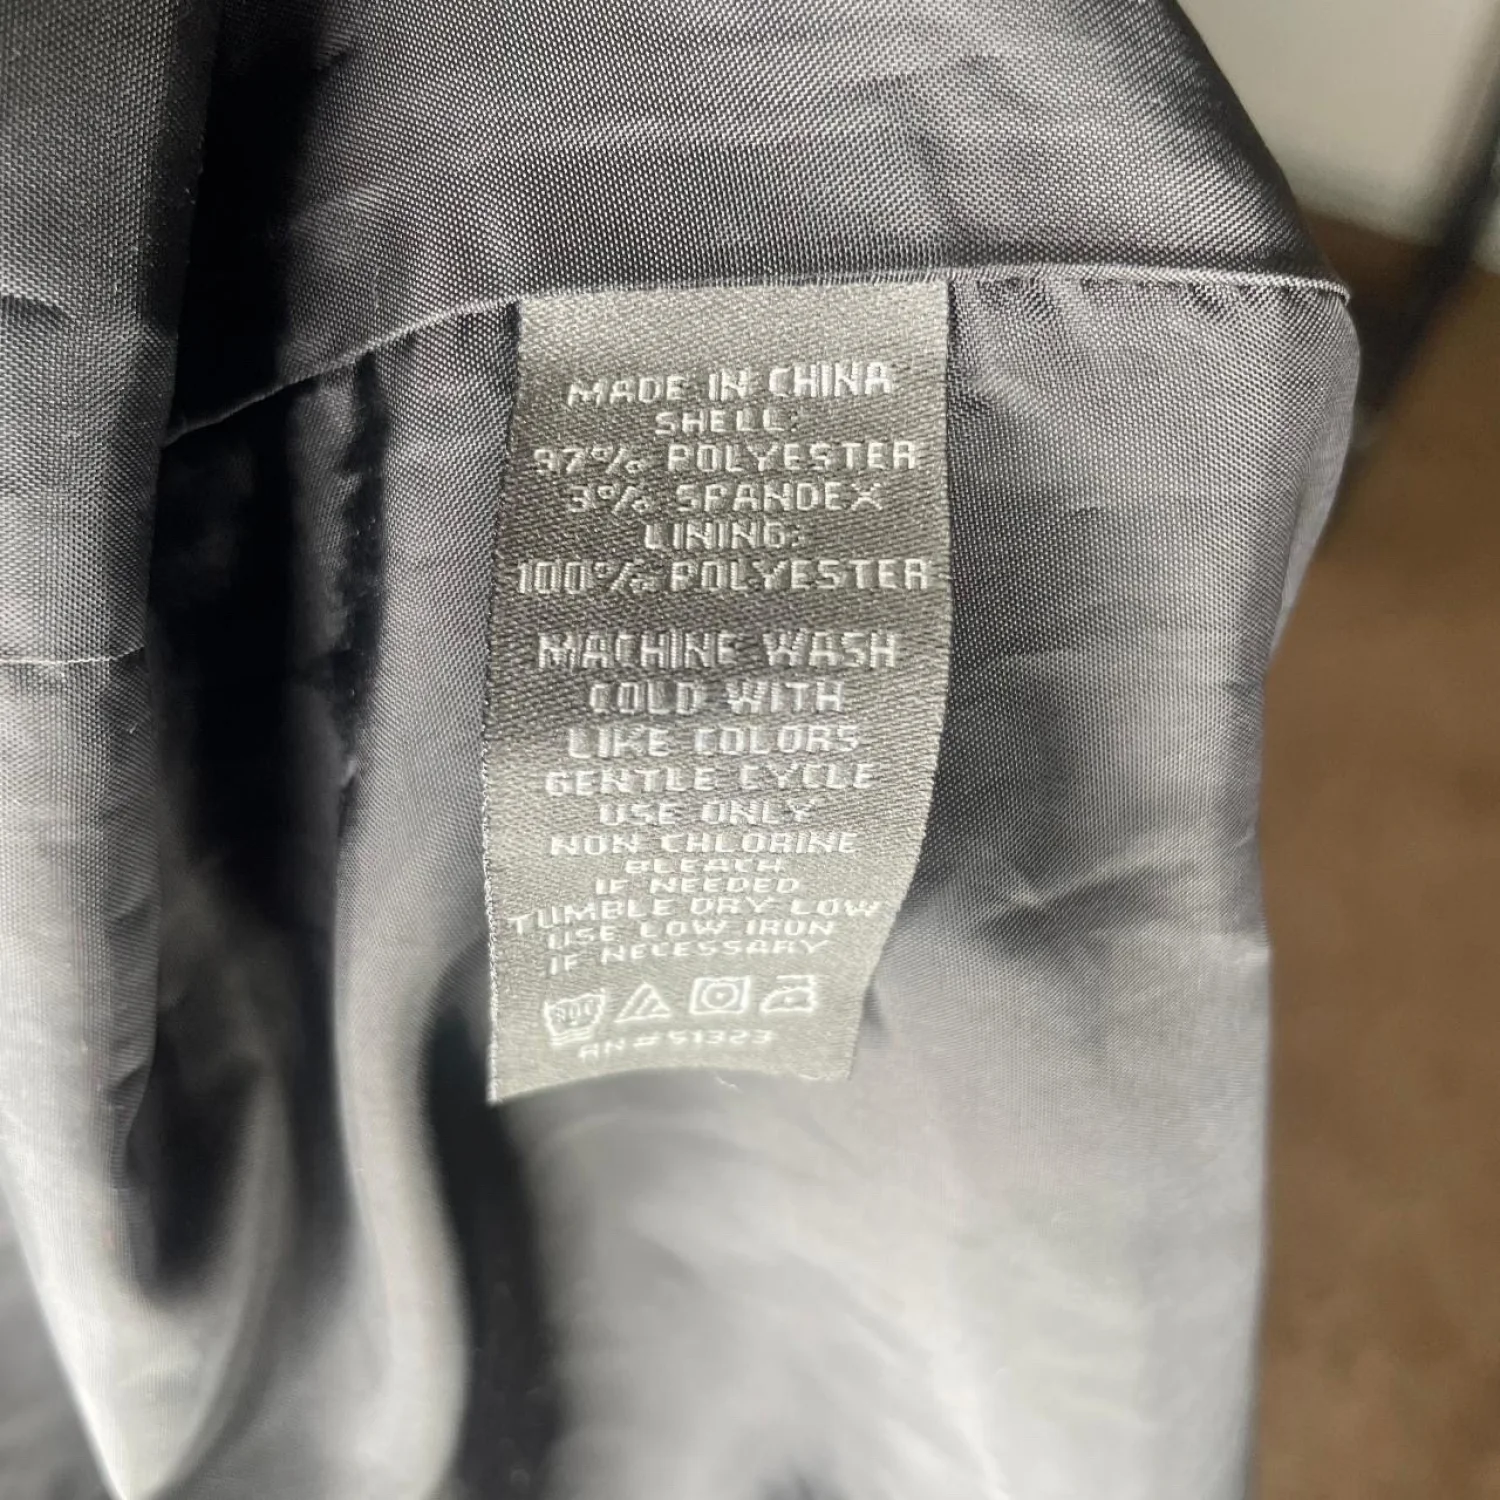 MADE IN CHINA
SHELL:
97% POLYESTER
3% SPANDEX
LINING:
100% POLYESTER
MACHINE WASH
COLD WITH
LIKE COLORS
GENTLE CYCLE
USE ONLY
NON CHLORINE
BLEACH
IF NEEDED
TUMBLE DRY LOW
USE LOW IRON
IF NECESSARY
RN#51323